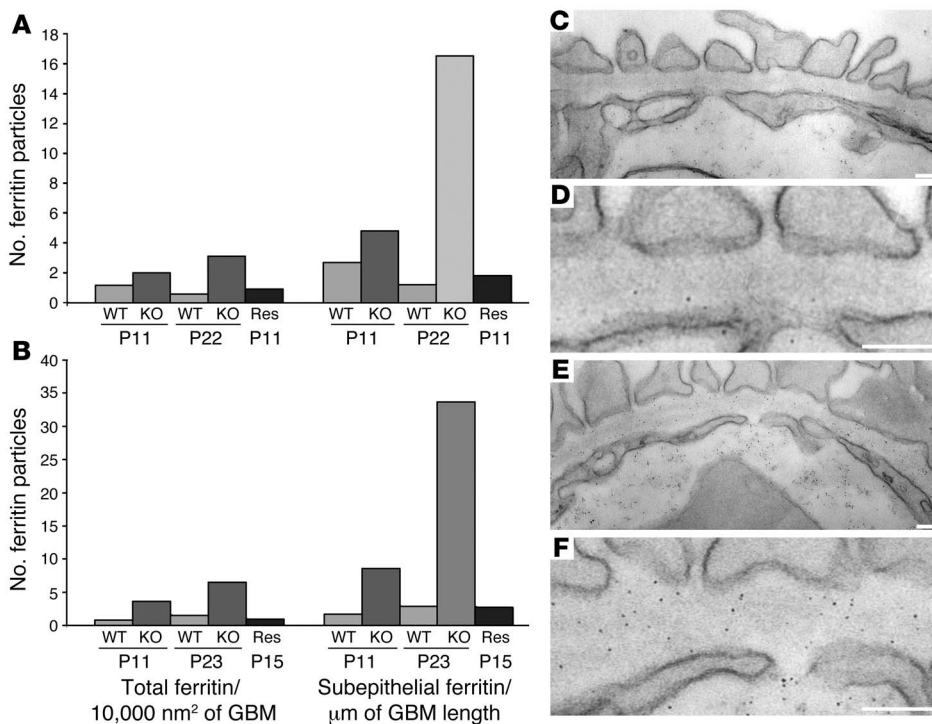 A
No. ferritin particles
18
16
14
12
10
8
6
4
2
0
WT KO WT KO Res WT KO WT KO Res
P11 P22 P11 P11 P22 P11
B
No. ferritin particles
40
35
30
25
20
15
10
5
0
WT KO WT KO Res WT KO WT KO Res
P11 P23 P15 P11 P23 P15
Total ferritin/ Subepithelial ferritin/
10,000 nm² of GBM μm of GBM length
C
D
E
F